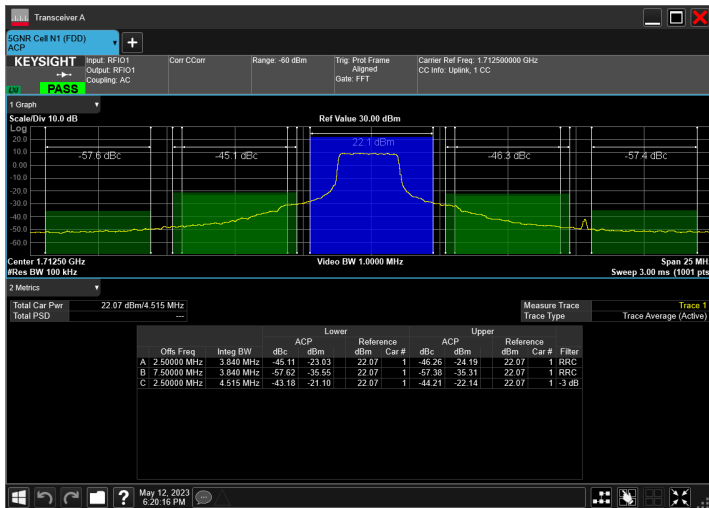 Transceiver A
5GNR Cell N1 (FDD)
ACP
KEYSIGHT
Input: RFIO1
Output: RFIO1
Coupling: AC
Corr CCorr
Range: -60 dBm
Trig: Prot Frame
Aligned
Gate: FFT
Carrier Ref Freq: 1.712500000 GHz
CC Info: Uplink, 1 CC
PASS
1 Graph
Scale/Div 10.0 dB
Ref Value 30.00 dBm
Log
20.0
10.0
0.00
-10.0
-20.0
-30.0
-40.0
-50.0
-60.0
-57.6 dBc
-45.1 dBc
22.1 dBm
-46.3 dBc
-57.4 dBc
Center 1.71250 GHz
Video BW 1.0000 MHz
Span 25 MH
#Res BW 100 kHz
Sweep 3.00 ms (1001 pts
2 Metrics
Total Car Pwr 22.07 dBm/4.515 MHz
Total PSD ---
Measure Trace Trace 1
Trace Type Trace Average (Active)
Lower Upper
ACP Reference ACP Reference
Offs Freq Integ BW dBc dBm dBm Car # dBc dBm dBm Car # Filter
A 2.50000 MHz 3.840 MHz -45.11 -23.03 22.07 1 -46.26 -24.19 22.07 1 RRC
B 7.50000 MHz 3.840 MHz -57.62 -35.55 22.07 1 -57.38 -35.31 22.07 1 RRC
C 2.50000 MHz 4.515 MHz -43.18 -21.10 22.07 1 -44.21 -22.14 22.07 1 -3 dB
May 12, 2023
6:20:16 PM